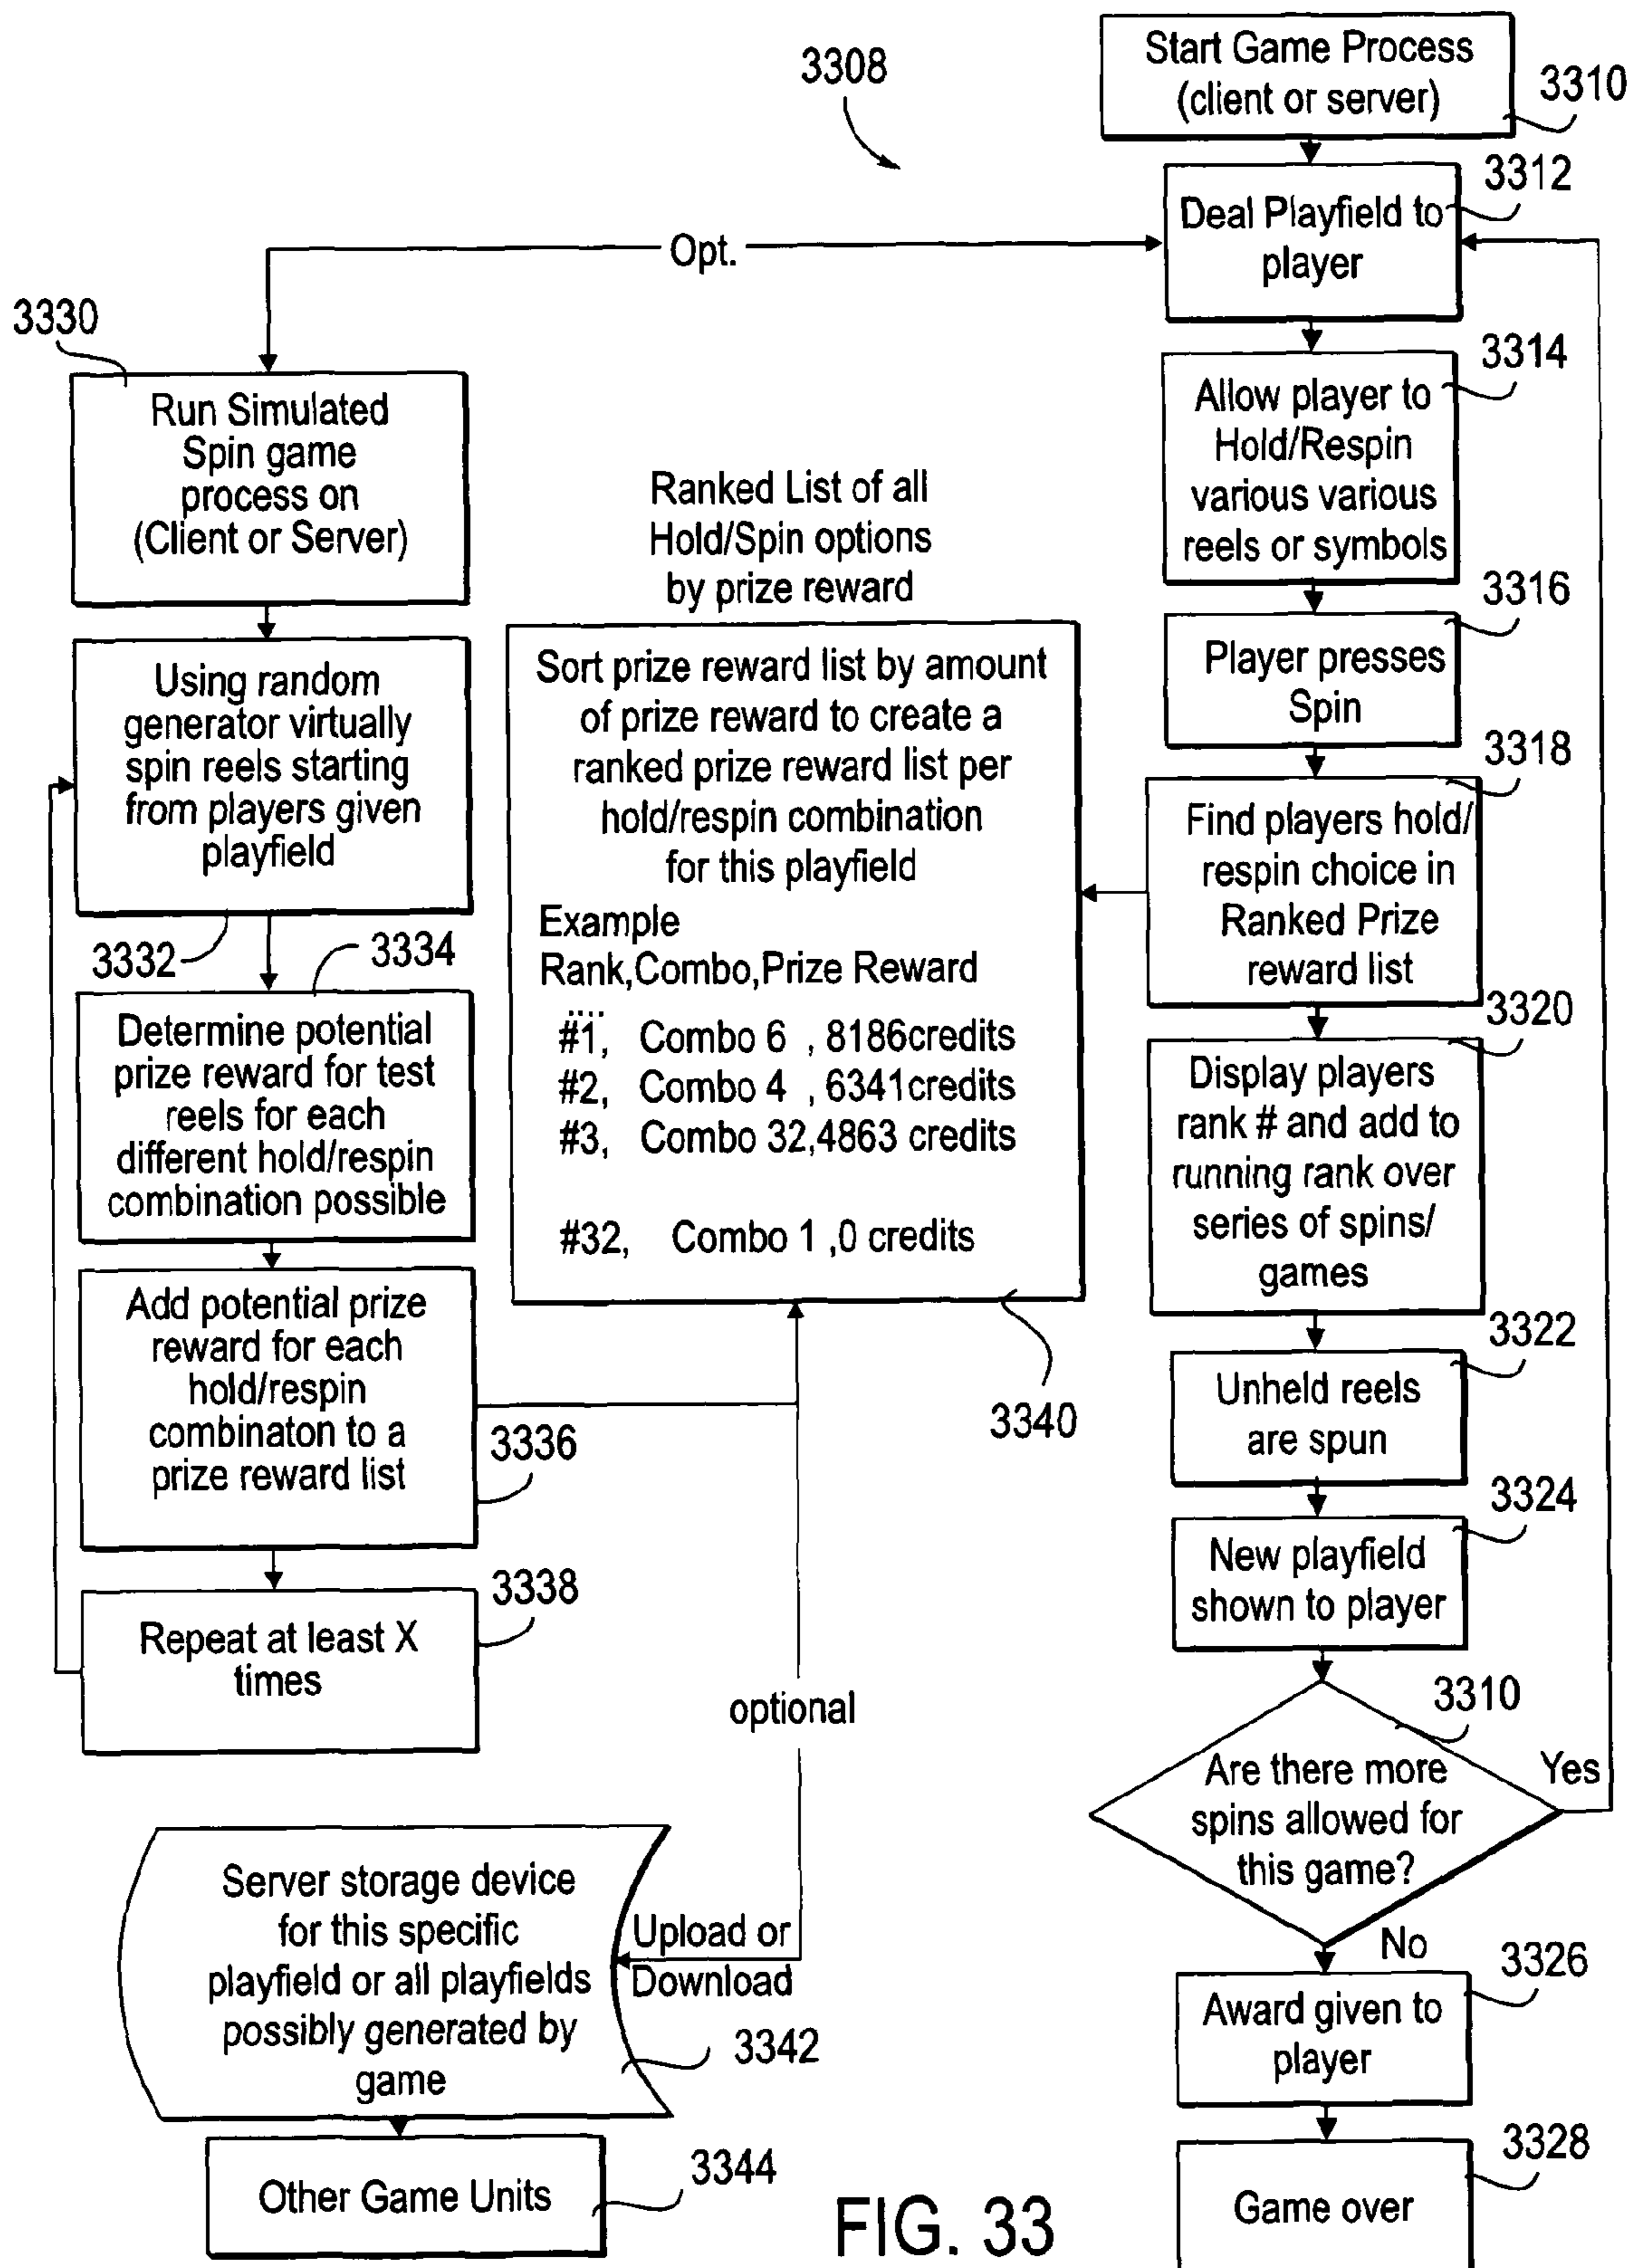 3308
Start Game Process
(client or server)
3310
Deal Playfield to
player
3312
Opt.
3330
Run Simulated
Spin game
process on
(Client or Server)
Using random
generator virtually
spin reels starting
from players given
playfield
3332
3334
Determine potential
prize reward for test
reels for each
different hold/respin
combination possible
Add potential prize
reward for each
hold/respin
combinaton to a
prize reward list
3336
Repeat at least X
times
3338
Ranked List of all
Hold/Spin options
by prize reward
Sort prize reward list by amount
of prize reward to create a
ranked prize reward list per
hold/respin combination
for this playfield
Example
Rank,Combo,Prize Reward
....
#1, Combo 6 , 8186credits
#2, Combo 4 , 6341credits
#3, Combo 32,4863 credits
#32, Combo 1 ,0 credits
3340
optional
Upload or
Download
Server storage device
for this specific
playfield or all playfields
possibly generated by
game
3342
Other Game Units
3344
3314
Allow player to
Hold/Respin
various various
reels or symbols
3316
Player presses
Spin
3318
Find players hold/
respin choice in
Ranked Prize
reward list
3320
Display players
rank # and add to
running rank over
series of spins/
games
3322
Unheld reels
are spun
3324
New playfield
shown to player
3310
Are there more
spins allowed for
this game?
Yes
No
3326
Award given to
player
3328
Game over
FIG. 33